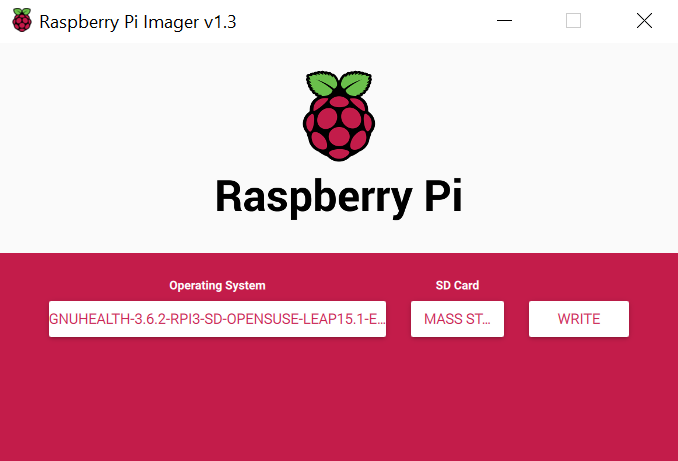 Raspberry Pi Imager v1.3
Raspberry Pi
Operating System
SD Card
GNUHEALTH-3.6.2-RPI3-SD-OPENSUSE-LEAP15.1-E...
MASS ST...
WRITE